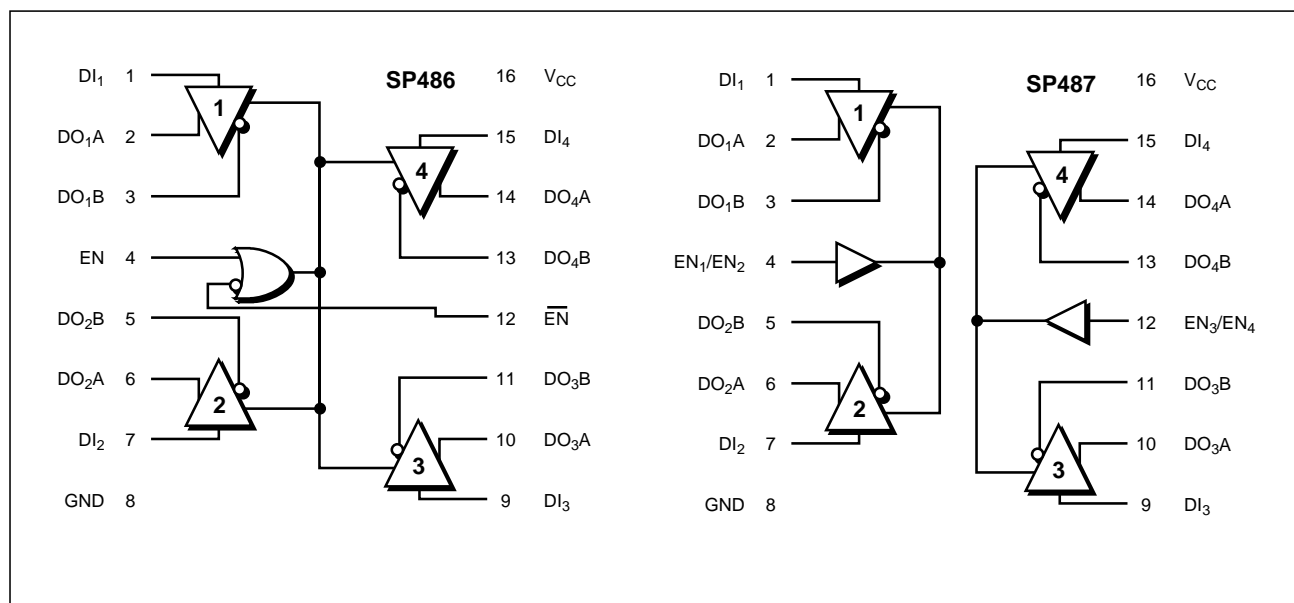 SP486
DI1 1
DO1A 2
DO1B 3
EN 4
DO2B 5
DO2A 6
DI2 7
GND 8
16 VCC
15 DI4
14 DO4A
13 DO4B
12 E̅N̅
11 DO3B
10 DO3A
9 DI3
1
2
3
4
SP487
DI1 1
DO1A 2
DO1B 3
EN1/EN2 4
DO2B 5
DO2A 6
DI2 7
GND 8
16 VCC
15 DI4
14 DO4A
13 DO4B
12 EN3/EN4
11 DO3B
10 DO3A
9 DI3
1
2
3
4